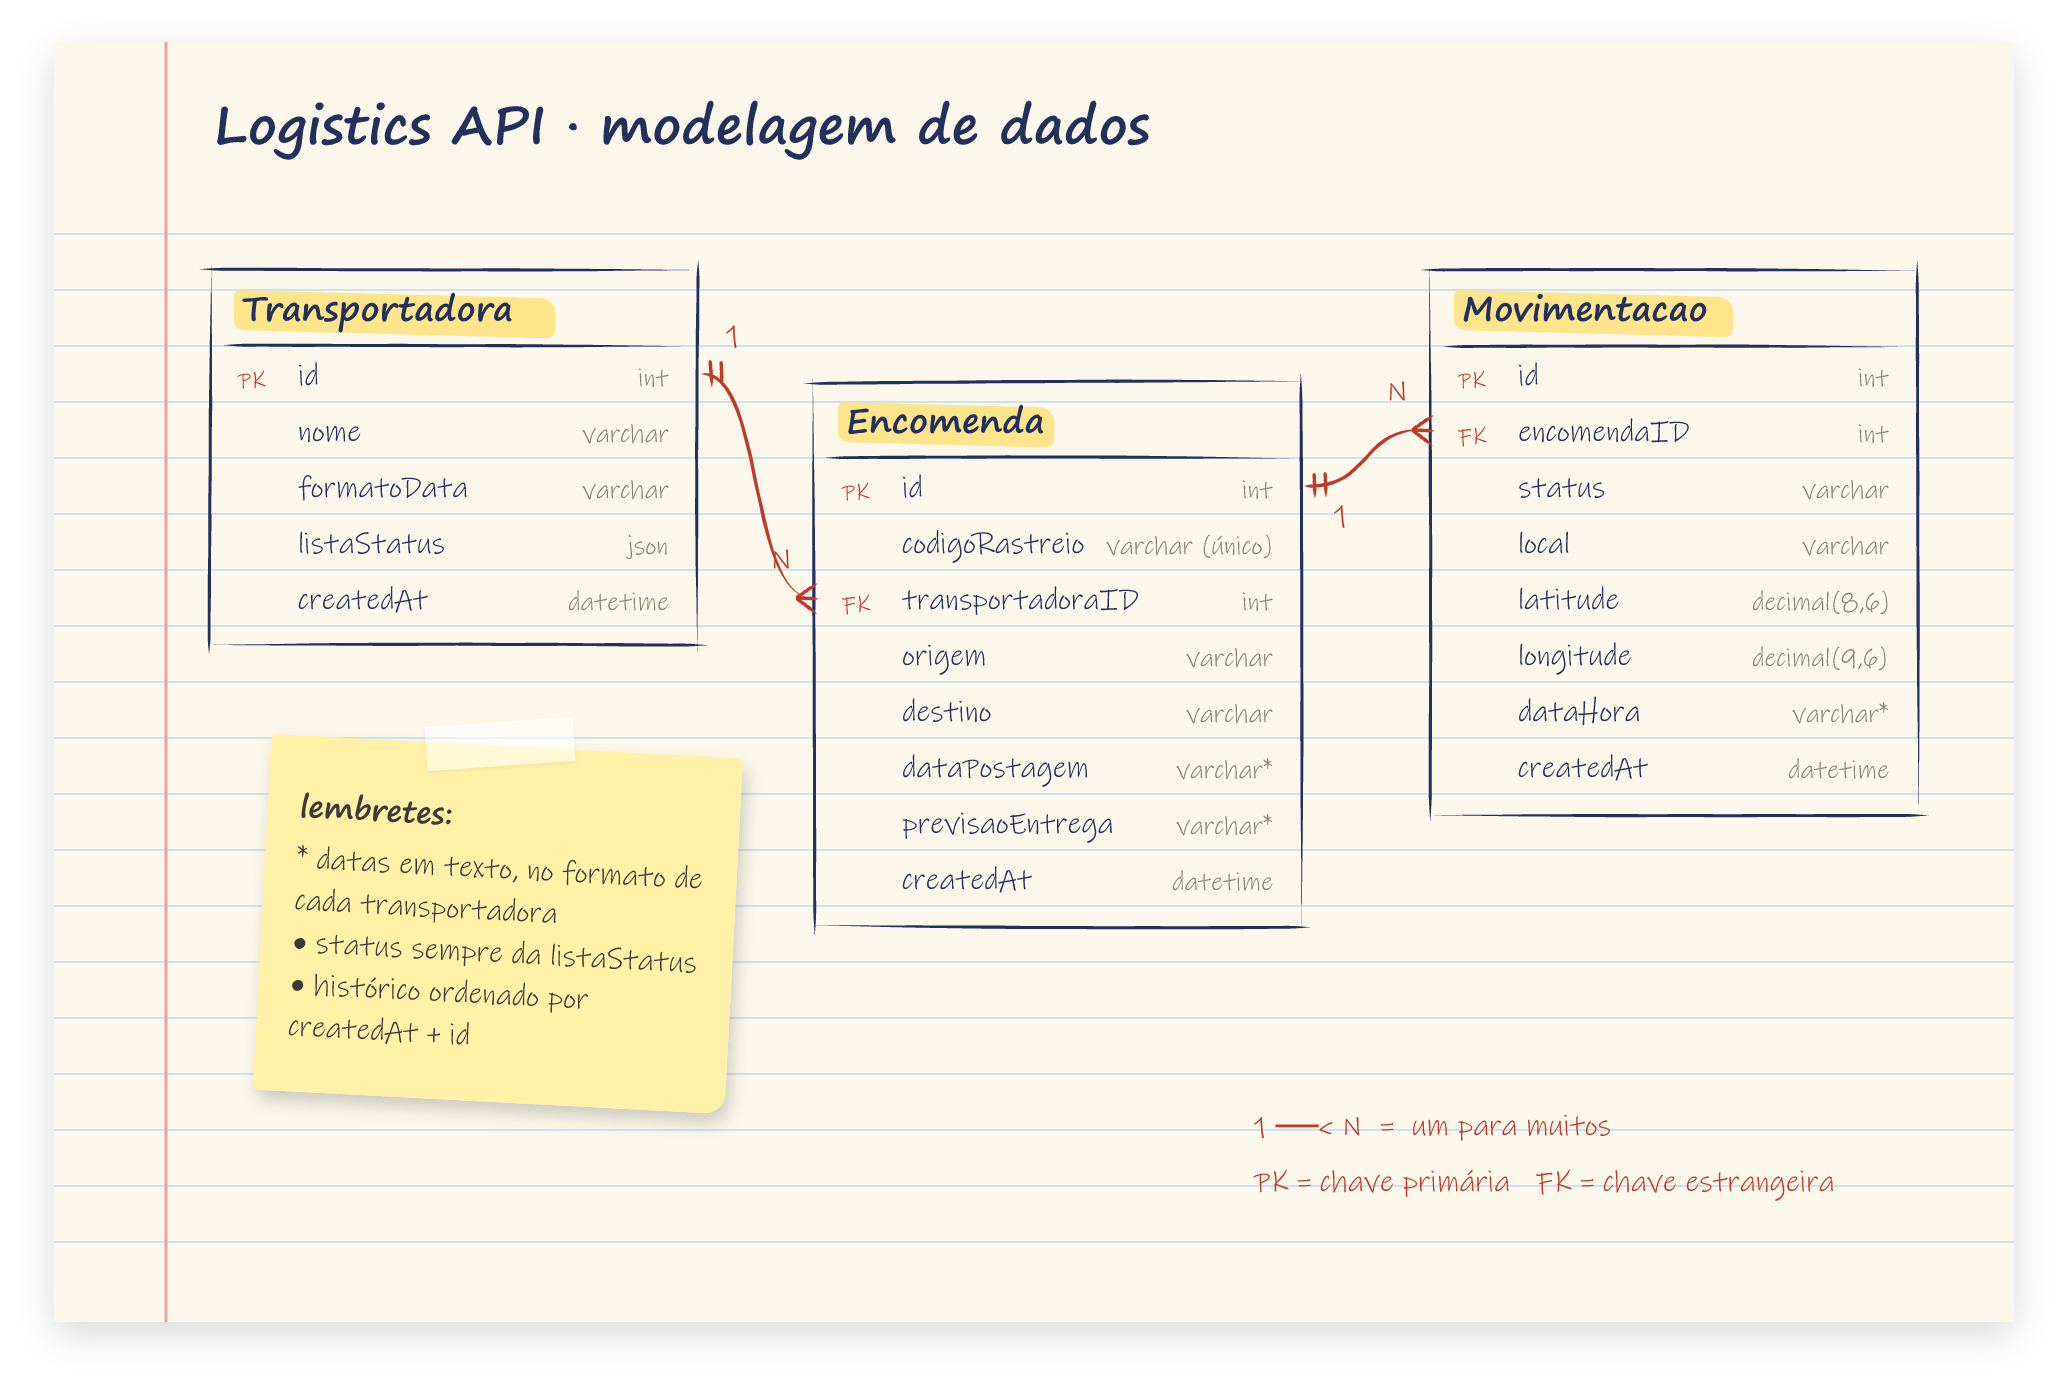 Logistics API · modelagem de dados
Transportadora
PK id int
nome varchar
formatoData varchar
listaStatus json
createdAt datetime
1
N
Encomenda
PK id int
codigoRastreio varchar (único)
FK transportadoraID int
origem varchar
destino varchar
dataPostagem varchar*
previsaoEntrega varchar*
createdAt datetime
1
N
Movimentacao
PK id int
FK encomendaID int
status varchar
local varchar
latitude decimal(8,6)
longitude decimal(9,6)
dataHora varchar*
createdAt datetime
lembretes:
* datas em texto, no formato de
cada transportadora
• status sempre da listaStatus
• histórico ordenado por
createdAt + id
1 —< N = um para muitos
PK = chave primária FK = chave estrangeira